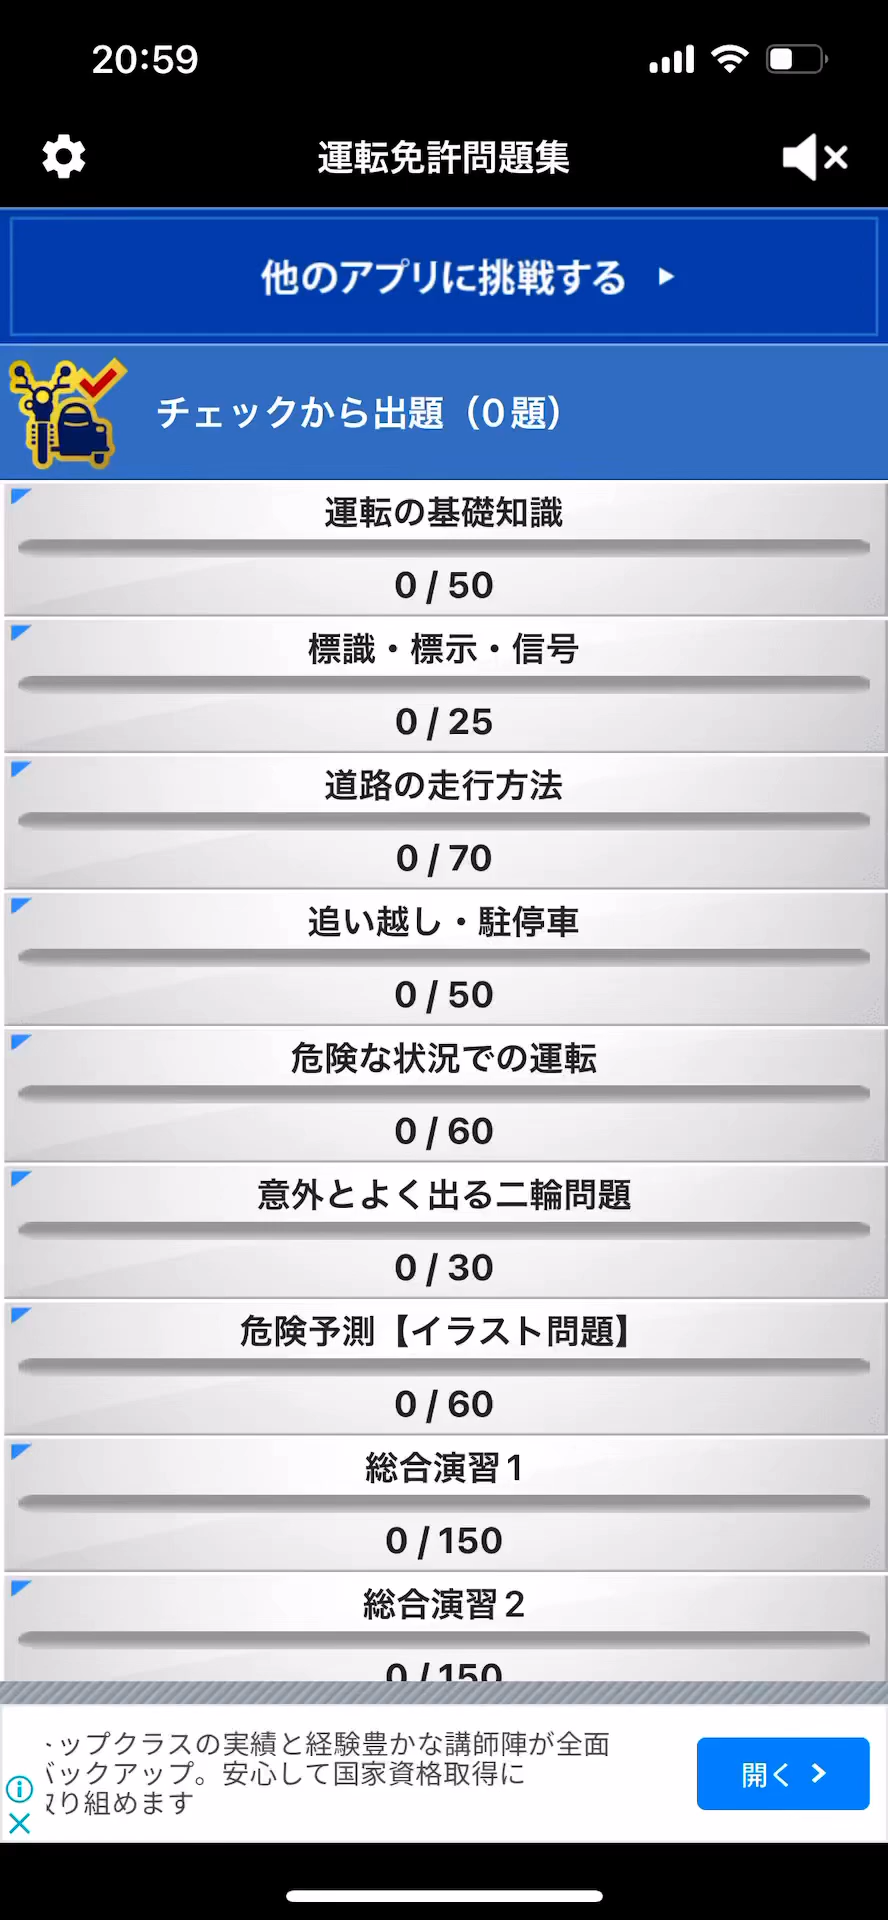 20:59
運転免許問題集
他のアプリに挑戦する
チェックから出題（0題）
運転の基礎知識
0 / 50
標識・標示・信号
0 / 25
道路の走行方法
0 / 70
追い越し・駐停車
0 / 50
危険な状況での運転
0 / 60
意外とよく出る二輪問題
0 / 30
危険予測【イラスト問題】
0 / 60
総合演習1
0 / 150
総合演習2
0 / 150
ップクラスの実績と経験豊かな講師陣が全面
バックアップ。安心して国家資格取得に
り組めます
開く